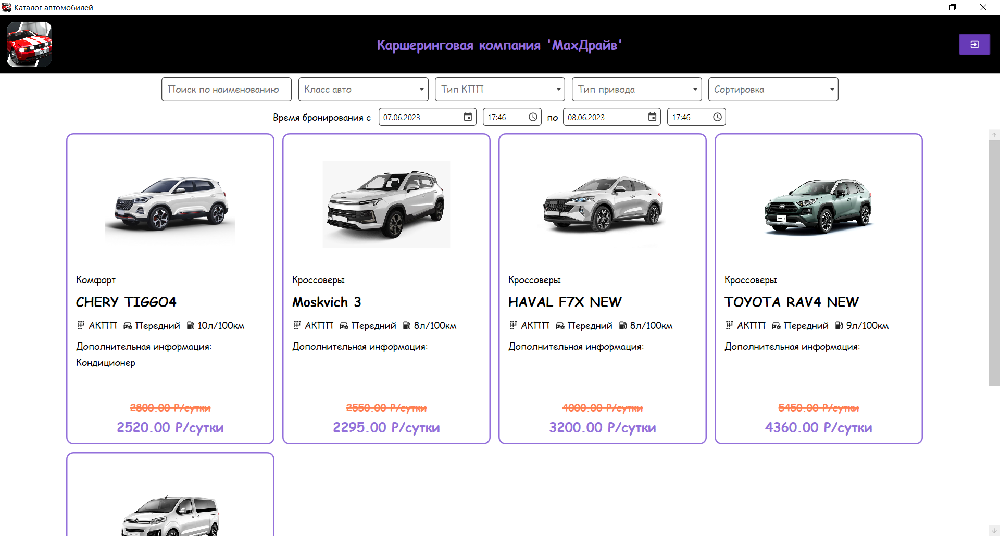 Каталог автомобилей
Каршеринговая компания 'МахДрайв'
Поиск по наименованию
Класс авто
Тип КПП
Тип привода
Сортировка
Время бронирования с 07.06.2023 17:46 по 08.06.2023 17:46
Комфорт
CHERY TIGGO4
АКПП Передний 10л/100км
Дополнительная информация:
Кондиционер
2800.00 Р/сутки
2520.00 Р/сутки
Кроссоверы
Moskvich 3
АКПП Передний 8л/100км
Дополнительная информация:
2550.00 Р/сутки
2295.00 Р/сутки
Кроссоверы
HAVAL F7X NEW
АКПП Передний 8л/100км
Дополнительная информация:
4000.00 Р/сутки
3200.00 Р/сутки
Кроссоверы
TOYOTA RAV4 NEW
АКПП Передний 9л/100км
Дополнительная информация:
5450.00 Р/сутки
4360.00 Р/сутки